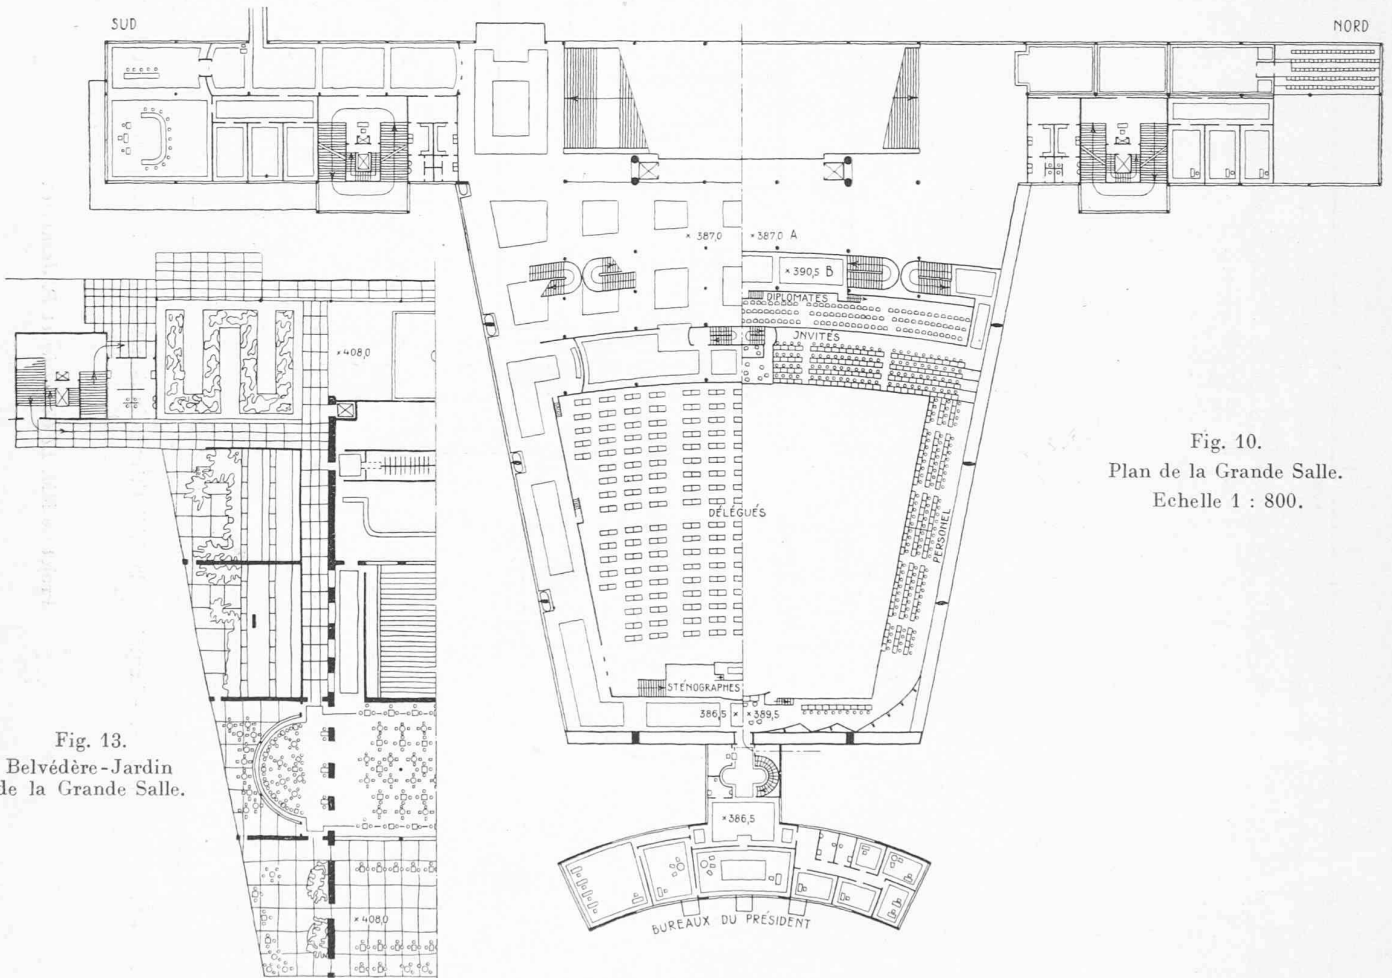 SUD
NORD
× 387,0
× 387,0 A
× 390,5 B
DIPLOMATES
JNVITÉS
× 408,0
Fig. 10.
Plan de la Grande Salle.
Echelle 1 : 800.
DÉLÉGUÉS
PERSONEL
STÉNOGRAPHES
386,5 ×
× 389,5
Fig. 13.
Belvédère-Jardin
de la Grande Salle.
× 386,5
× 408,0
BUREAUX DU PRÉSIDENT